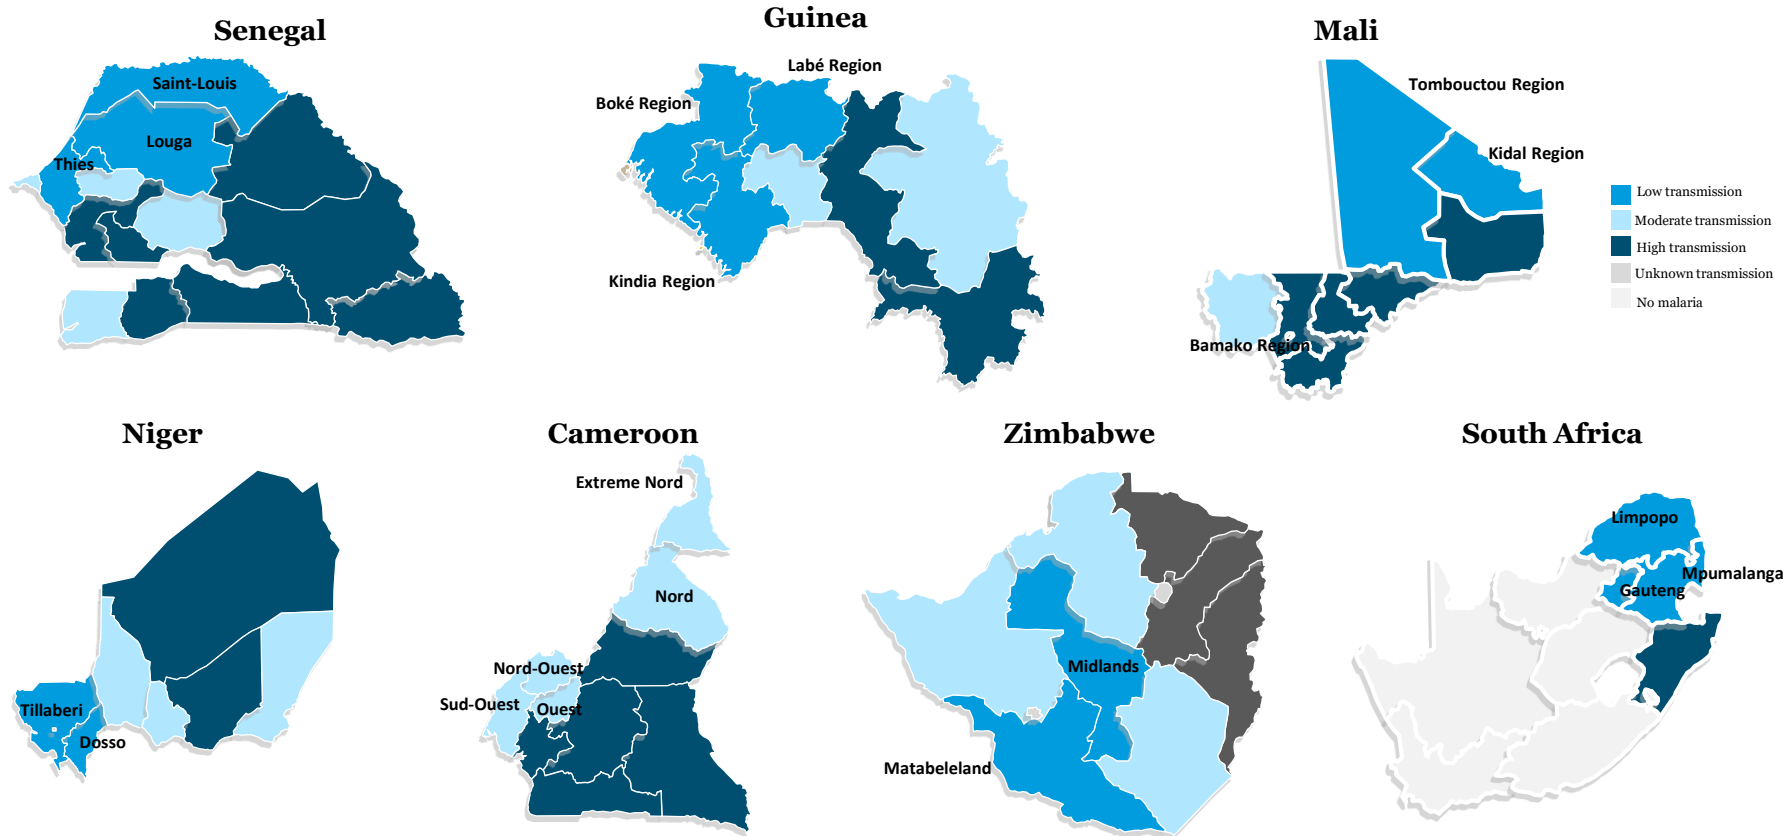 Senegal
Guinea
Mali
Saint-Louis
Louga
Thies
Labé Region
Boké Region
Kindia Region
Tombouctou Region
Kidal Region
Bamako Region
Low transmission
Moderate transmission
High transmission
Unknown transmission
No malaria
Niger
Cameroon
Zimbabwe
South Africa
Tillaberi
Dosso
Extreme Nord
Nord
Nord-Ouest
Sud-Ouest
Ouest
Midlands
Matabeleland
Limpopo
Mpumalanga
Gauteng